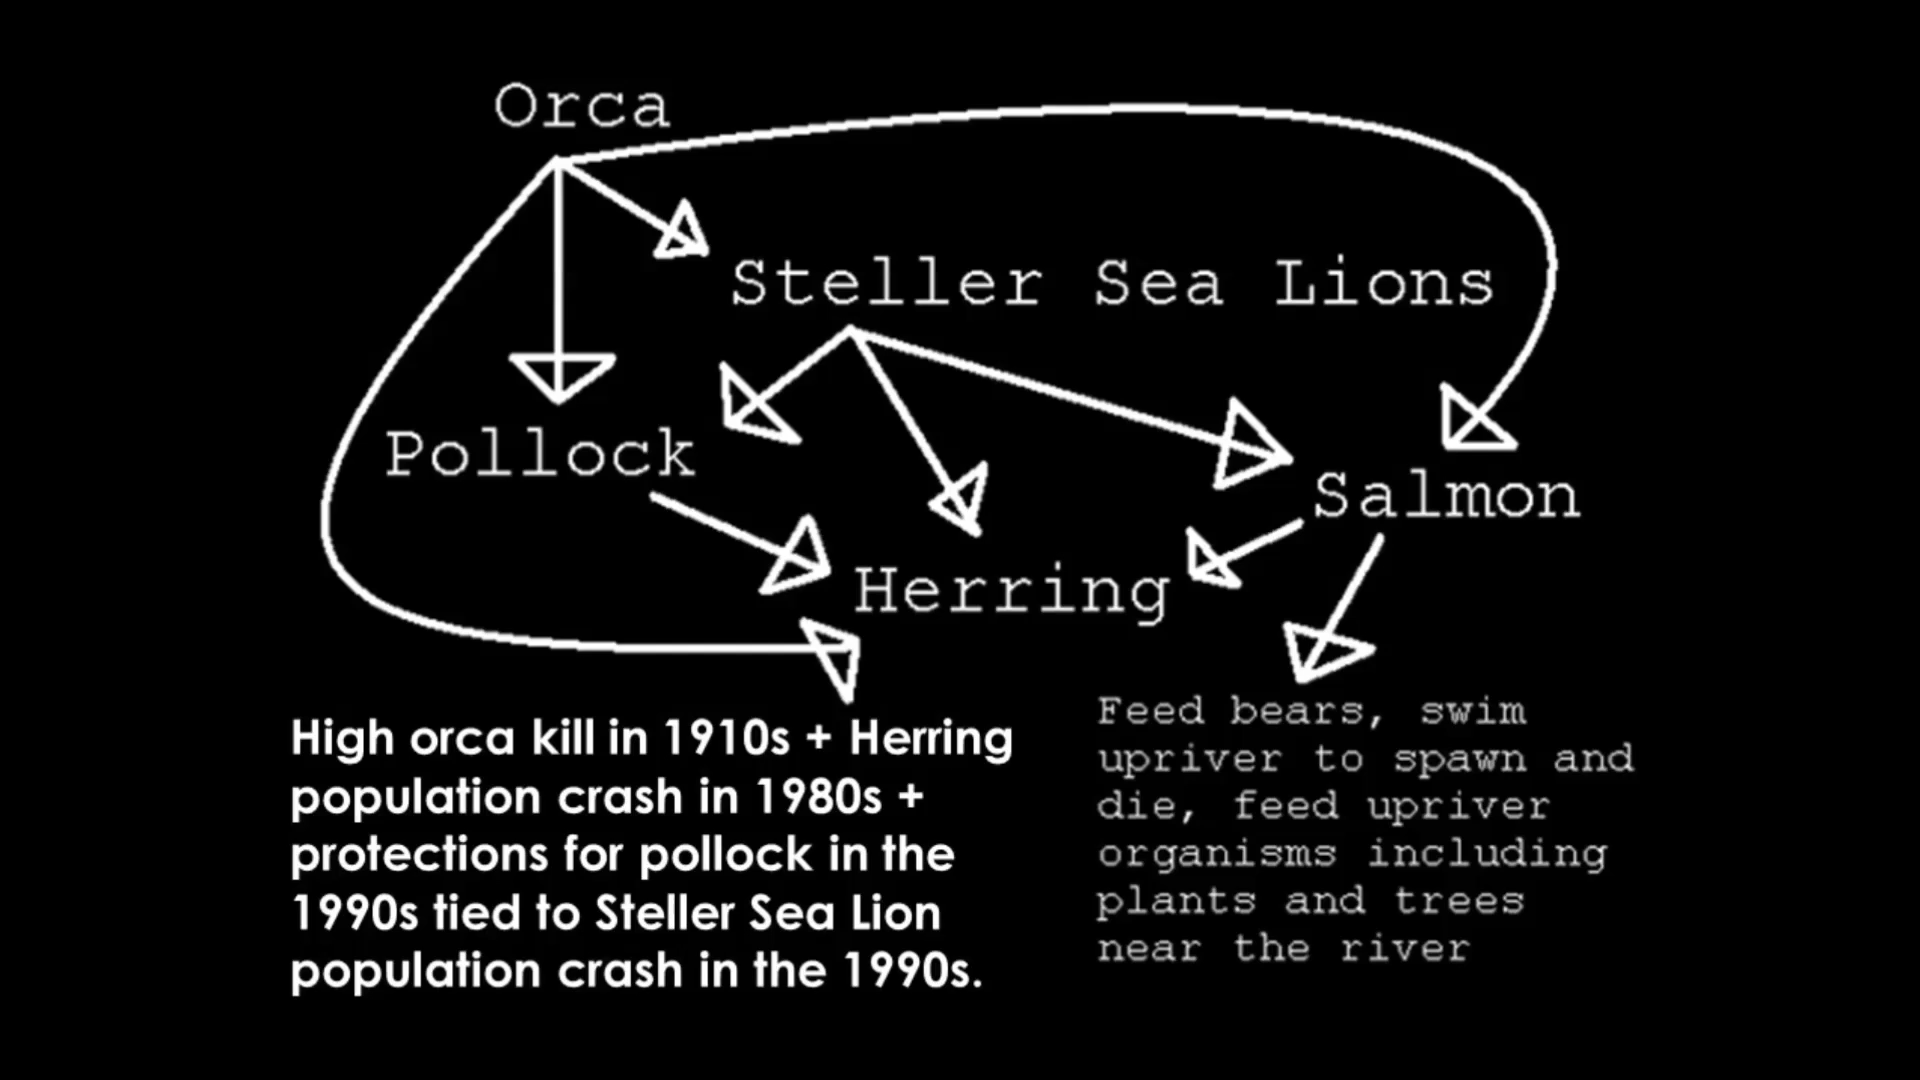 Orca
Steller Sea Lions
Pollock
Salmon
Herring
High orca kill in 1910s + Herring
population crash in 1980s +
protections for pollock in the
1990s tied to Steller Sea Lion
population crash in the 1990s.
Feed bears, swim
upriver to spawn and
die, feed upriver
organisms including
plants and trees
near the river